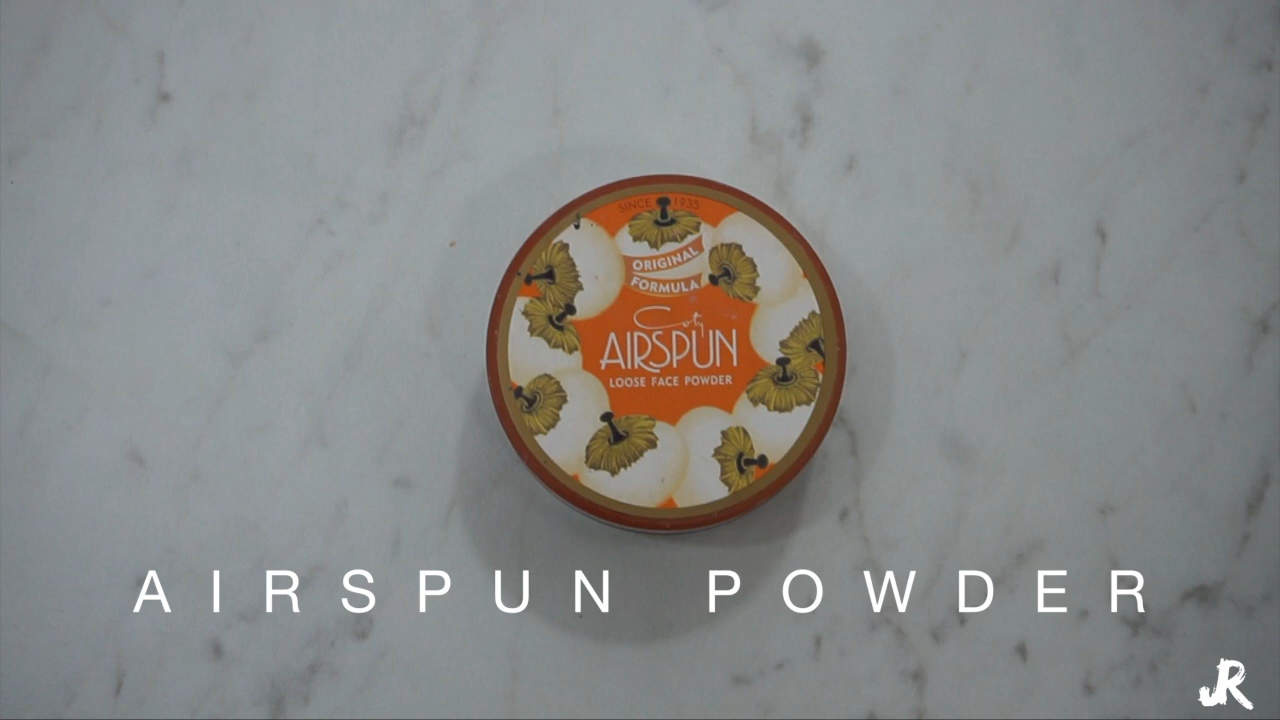 SINCE 1935
ORIGINAL
FORMULA
Coty
AIRSPUN
LOOSE FACE POWDER
AIRSPUN POWDER
JR